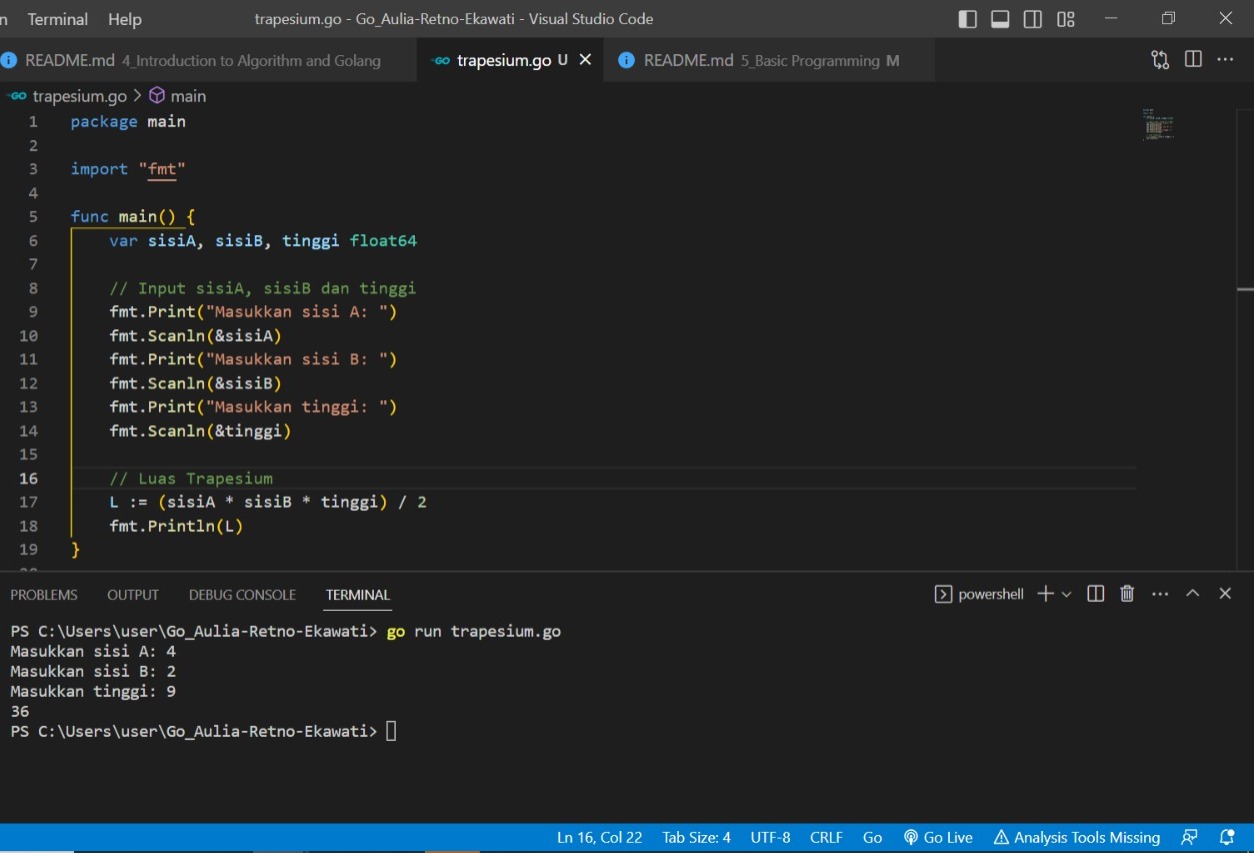 Terminal Help trapesium.go - Go_Aulia-Retno-Ekawati - Visual Studio Code
README.md 4_Introduction to Algorithm and Golang trapesium.go U README.md 5_Basic Programming M
trapesium.go > main
1 package main
2
3 import "fmt"
4
5 func main() {
6 var sisiA, sisiB, tinggi float64
7
8 // Input sisiA, sisiB dan tinggi
9 fmt.Print("Masukkan sisi A: ")
10 fmt.Scanln(&sisiA)
11 fmt.Print("Masukkan sisi B: ")
12 fmt.Scanln(&sisiB)
13 fmt.Print("Masukkan tinggi: ")
14 fmt.Scanln(&tinggi)
15
16 // Luas Trapesium
17 L := (sisiA * sisiB * tinggi) / 2
18 fmt.Println(L)
19 }
PROBLEMS OUTPUT DEBUG CONSOLE TERMINAL powershell
PS C:\Users\user\Go_Aulia-Retno-Ekawati> go run trapesium.go
Masukkan sisi A: 4
Masukkan sisi B: 2
Masukkan tinggi: 9
36
PS C:\Users\user\Go_Aulia-Retno-Ekawati>
Ln 16, Col 22 Tab Size: 4 UTF-8 CRLF Go Go Live Analysis Tools Missing